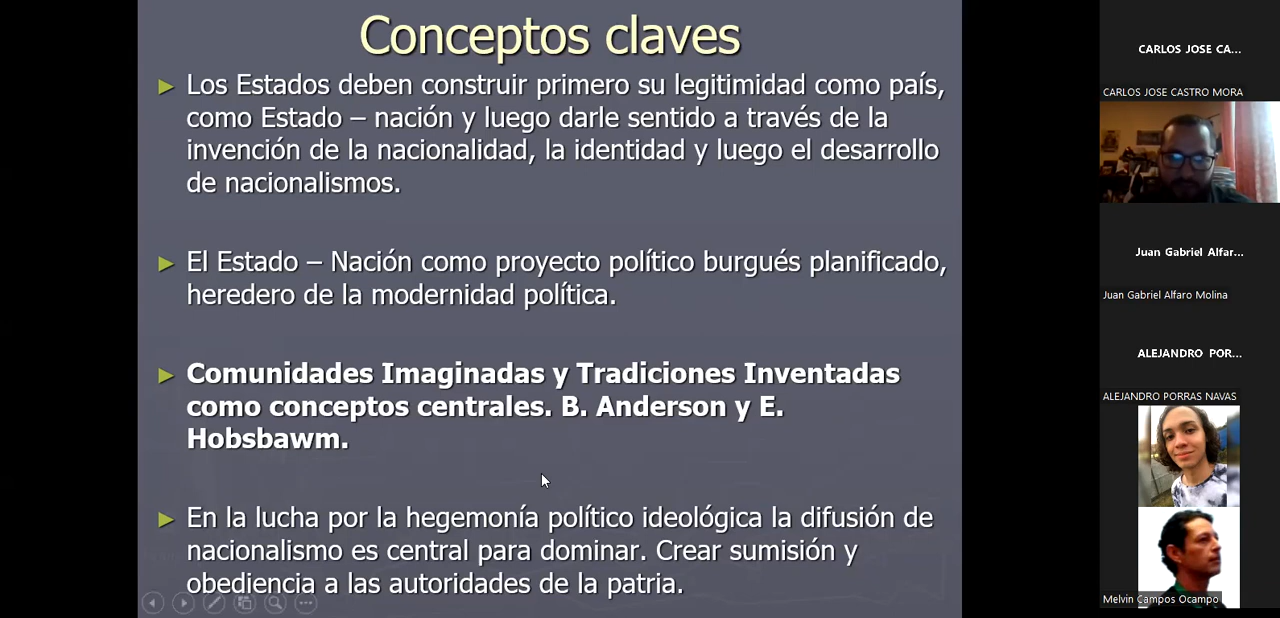 Conceptos claves
Los Estados deben construir primero su legitimidad como país,
como Estado – nación y luego darle sentido a través de la
invención de la nacionalidad, la identidad y luego el desarrollo
de nacionalismos.
El Estado – Nación como proyecto político burgués planificado,
heredero de la modernidad política.
Comunidades Imaginadas y Tradiciones Inventadas
como conceptos centrales. B. Anderson y E.
Hobsbawm.
En la lucha por la hegemonía político ideológica la difusión de
nacionalismo es central para dominar. Crear sumisión y
obediencia a las autoridades de la patria.
CARLOS JOSE CA...
CARLOS JOSE CASTRO MORA
Juan Gabriel Alfar...
Juan Gabriel Alfaro Molina
ALEJANDRO POR...
ALEJANDRO PORRAS NAVAS
Melvin Campos Ocampo